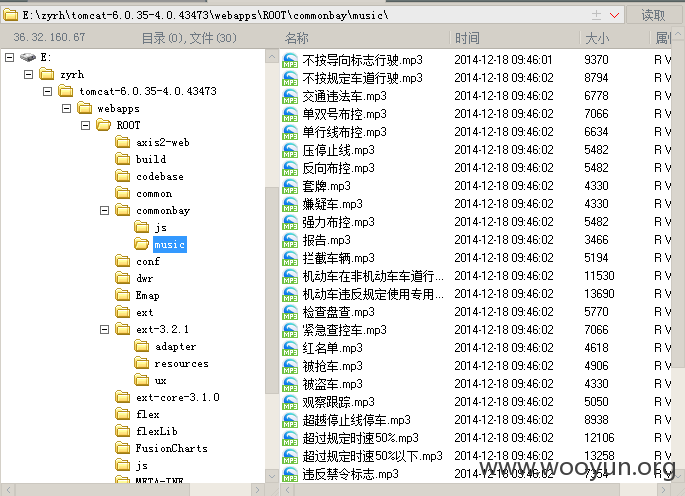 E:\zyrh\tomcat-6.0.35-4.0.43473\webapps\ROOT\commonbay\music\ 读取
36.32.160.67 目录(0),文件(30) 名称 时间 大小 属
E:
zyrh
tomcat-6.0.35-4.0.43473
webapps
ROOT
axis2-web
build
codebase
common
commonbay
js
music
conf
dwr
Emap
ext
ext-3.2.1
adapter
resources
ux
ext-core-3.1.0
flex
flexLib
FusionCharts
js
META-INF
不按导向标志行驶.mp3 2014-12-18 09:46:01 9370 R V
不按规定车道行驶.mp3 2014-12-18 09:46:02 8794 R V
交通违法车.mp3 2014-12-18 09:46:02 6778 R V
单双号布控.mp3 2014-12-18 09:46:02 7066 R V
单行线布控.mp3 2014-12-18 09:46:02 6634 R V
压停止线.mp3 2014-12-18 09:46:02 5482 R V
反向布控.mp3 2014-12-18 09:46:02 5482 R V
套牌.mp3 2014-12-18 09:46:02 4330 R V
嫌疑车.mp3 2014-12-18 09:46:02 4330 R V
强力布控.mp3 2014-12-18 09:46:02 5482 R V
报告.mp3 2014-12-18 09:46:02 3466 R V
拦截车辆.mp3 2014-12-18 09:46:02 5194 R V
机动车在非机动车车道行... 2014-12-18 09:46:02 11530 R V
机动车违反规定使用专用... 2014-12-18 09:46:02 13690 R V
检查盘查.mp3 2014-12-18 09:46:02 5770 R V
紧急查控车.mp3 2014-12-18 09:46:02 7066 R V
红名单.mp3 2014-12-18 09:46:02 4618 R V
被抢车.mp3 2014-12-18 09:46:02 4906 R V
被盗车.mp3 2014-12-18 09:46:02 4330 R V
观察跟踪.mp3 2014-12-18 09:46:02 5050 R V
超越停止线停车.mp3 2014-12-18 09:46:02 8938 R V
超过规定时速50%.mp3 2014-12-18 09:46:02 12106 R V
超过规定时速50%以下.mp3 2014-12-18 09:46:02 13258 R V
违反禁令标志.mp3 2014-12-18 09:46:02 7354 R V
www.wooyun.org